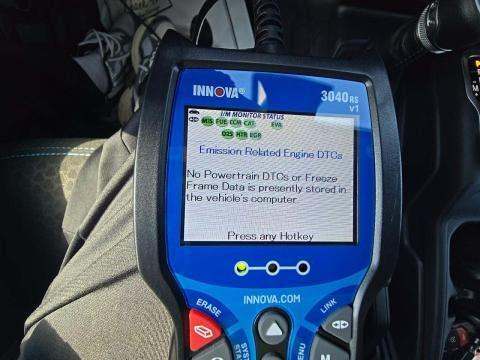 INNOVA®
3040RS
v1
I/M MONITOR STATUS
MIS FUE CCM CAT EVA
O2S HTR EGR
Emission Related Engine DTCs
No Powertrain DTCs or Freeze
Frame Data is presently stored in
the vehicle's computer.
Press any Hotkey
INNOVA.COM
ERASE
LINK
M